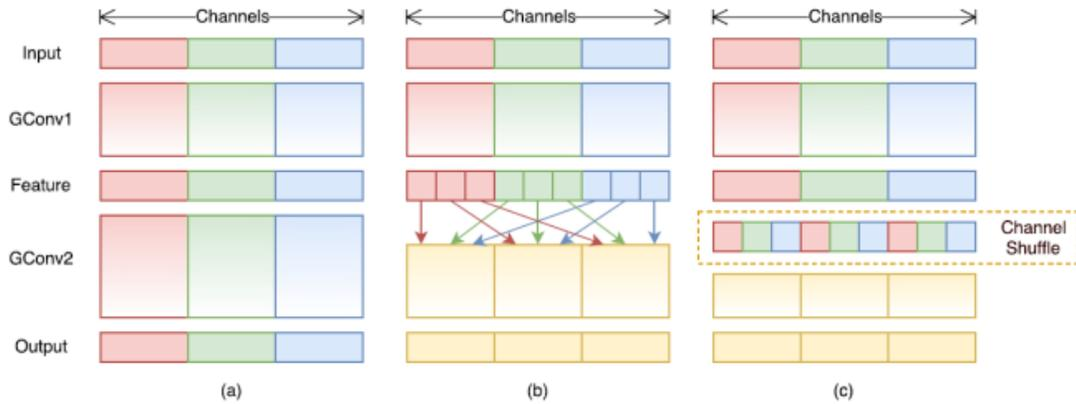 Channels Channels Channels
Input
GConv1
Feature
Channel
Shuffle
GConv2
Output
(a) (b) (c)